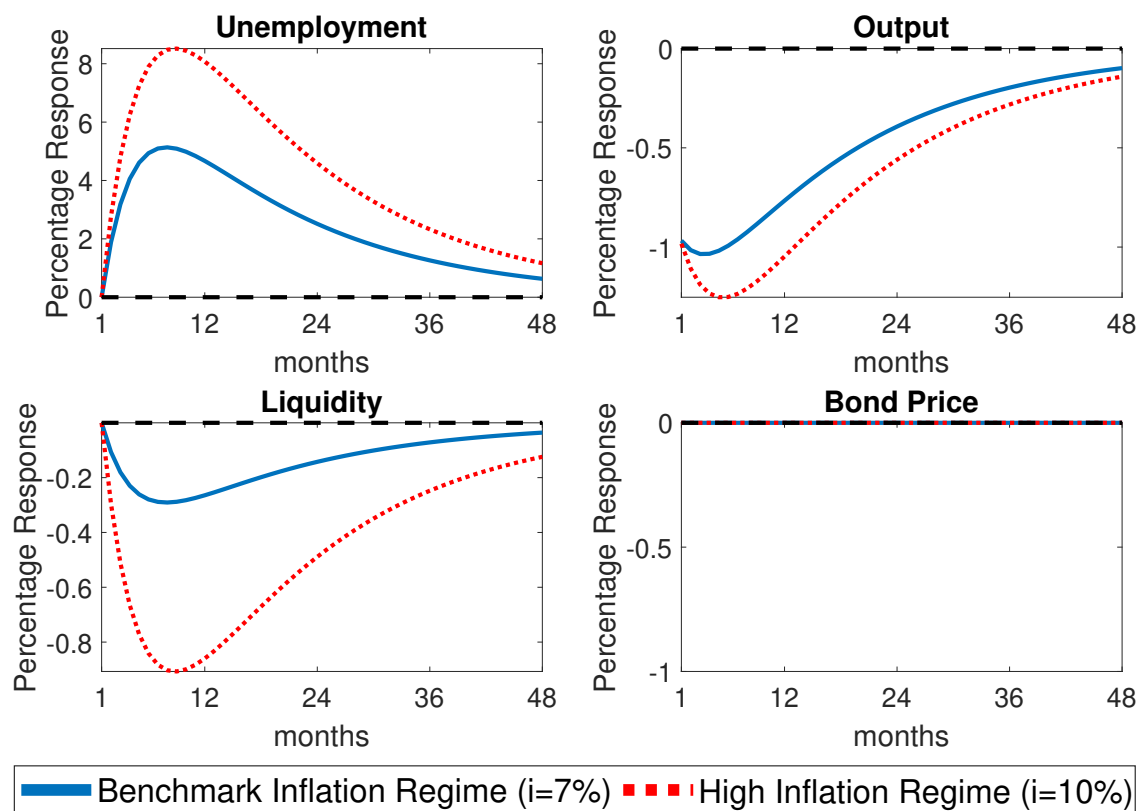 Unemployment
Percentage Response
8
6
4
2
0
1 12 24 36 48
months
Output
Percentage Response
0
-0.5
-1
1 12 24 36 48
months
Liquidity
Percentage Response
-0.2
-0.4
-0.6
-0.8
1 12 24 36 48
months
Bond Price
Percentage Response
0
-0.5
-1
1 12 24 36 48
months
Benchmark Inflation Regime (i=7%) High Inflation Regime (i=10%)